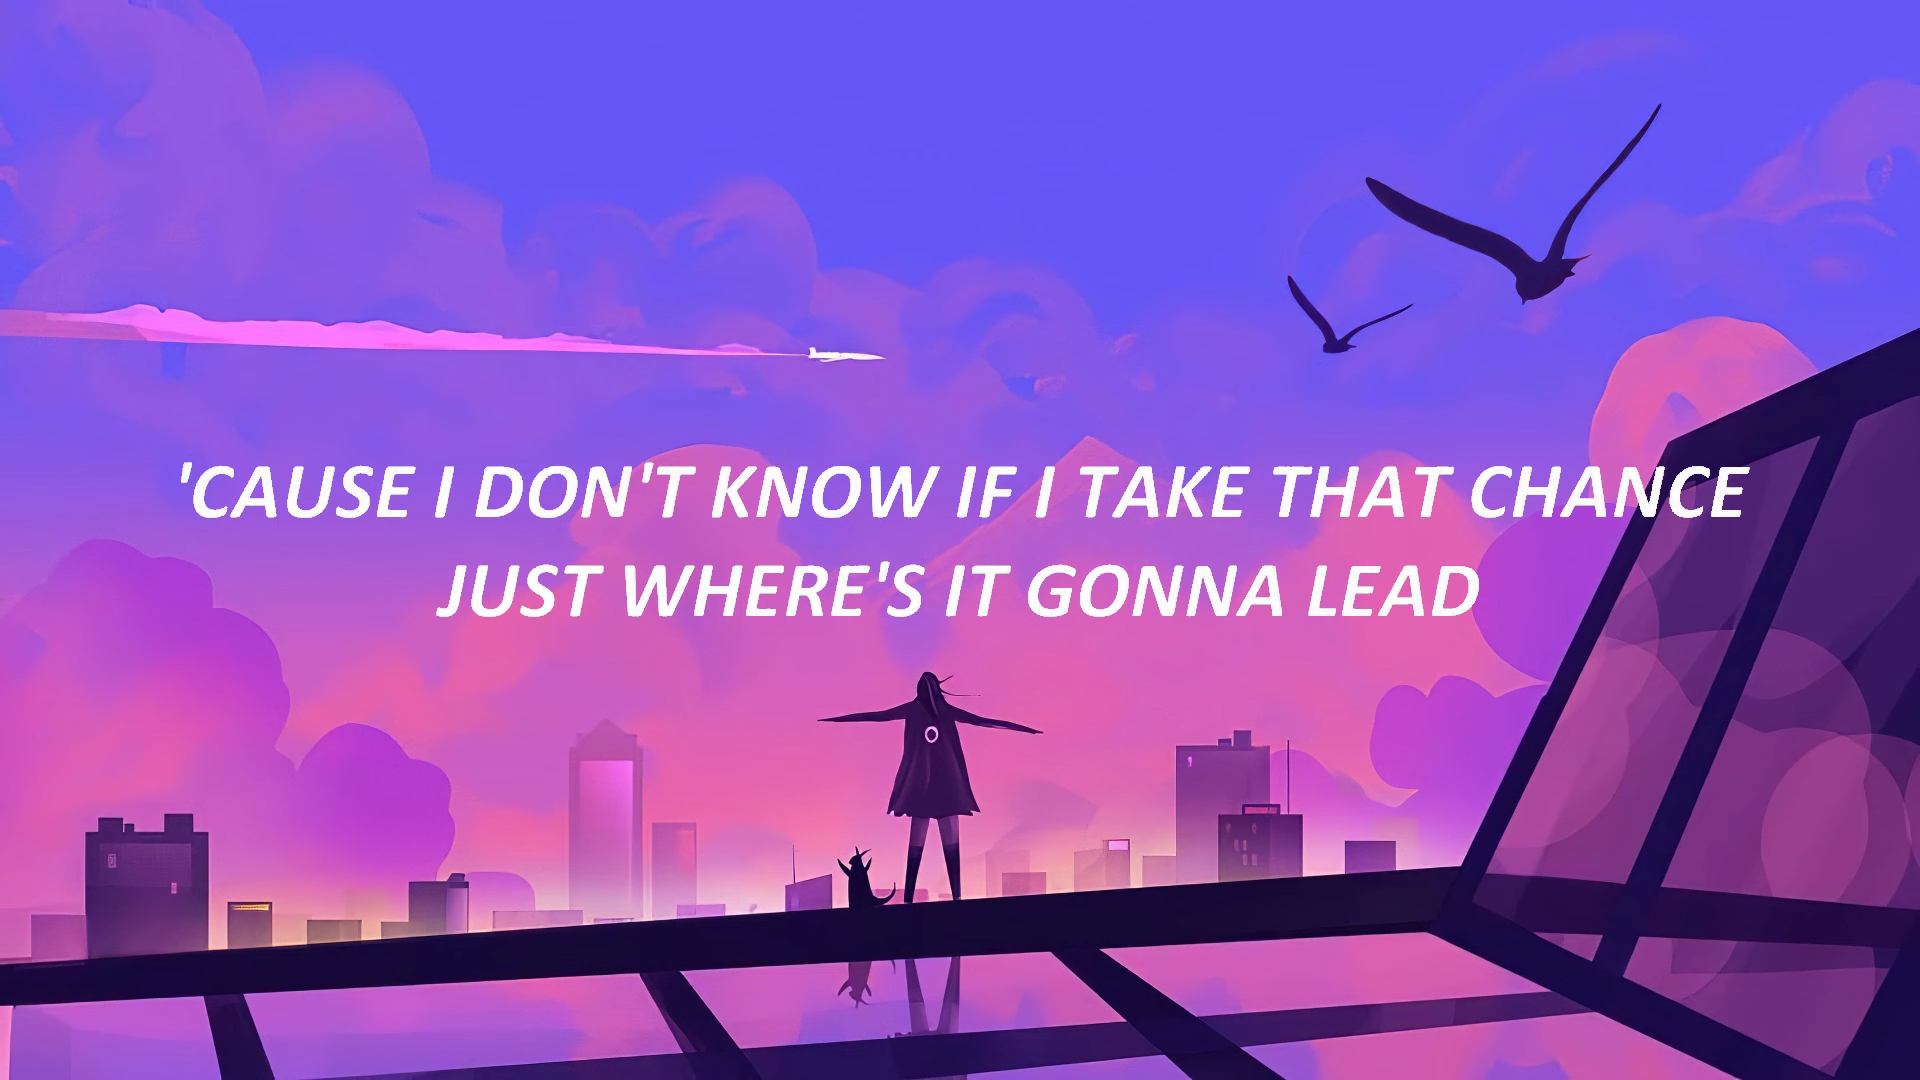 'CAUSE I DON'T KNOW IF I TAKE THAT CHANCE
JUST WHERE'S IT GONNA LEAD